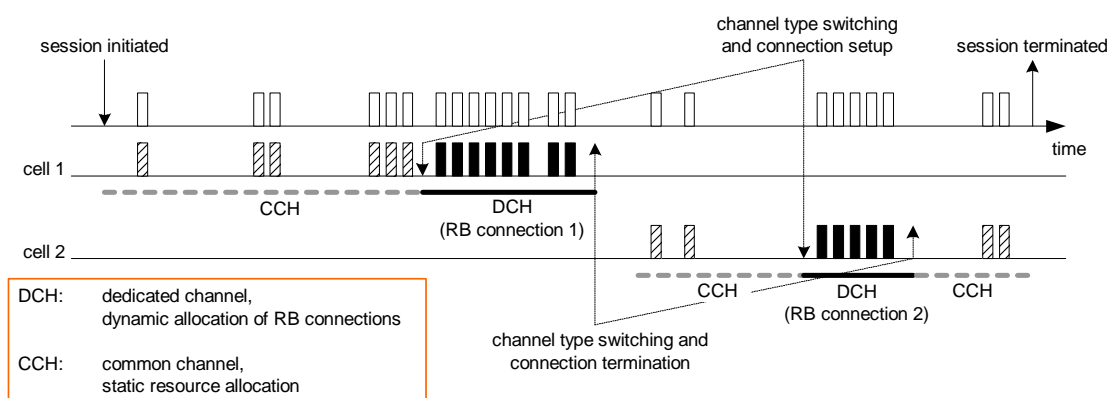 channel type switching
and connection setup
session initiated
session terminated
time
cell 1
CCH
DCH
(RB connection 1)
cell 2
CCH
DCH
(RB connection 2)
CCH
channel type switching and
connection termination
DCH: dedicated channel,
dynamic allocation of RB connections
CCH: common channel,
static resource allocation